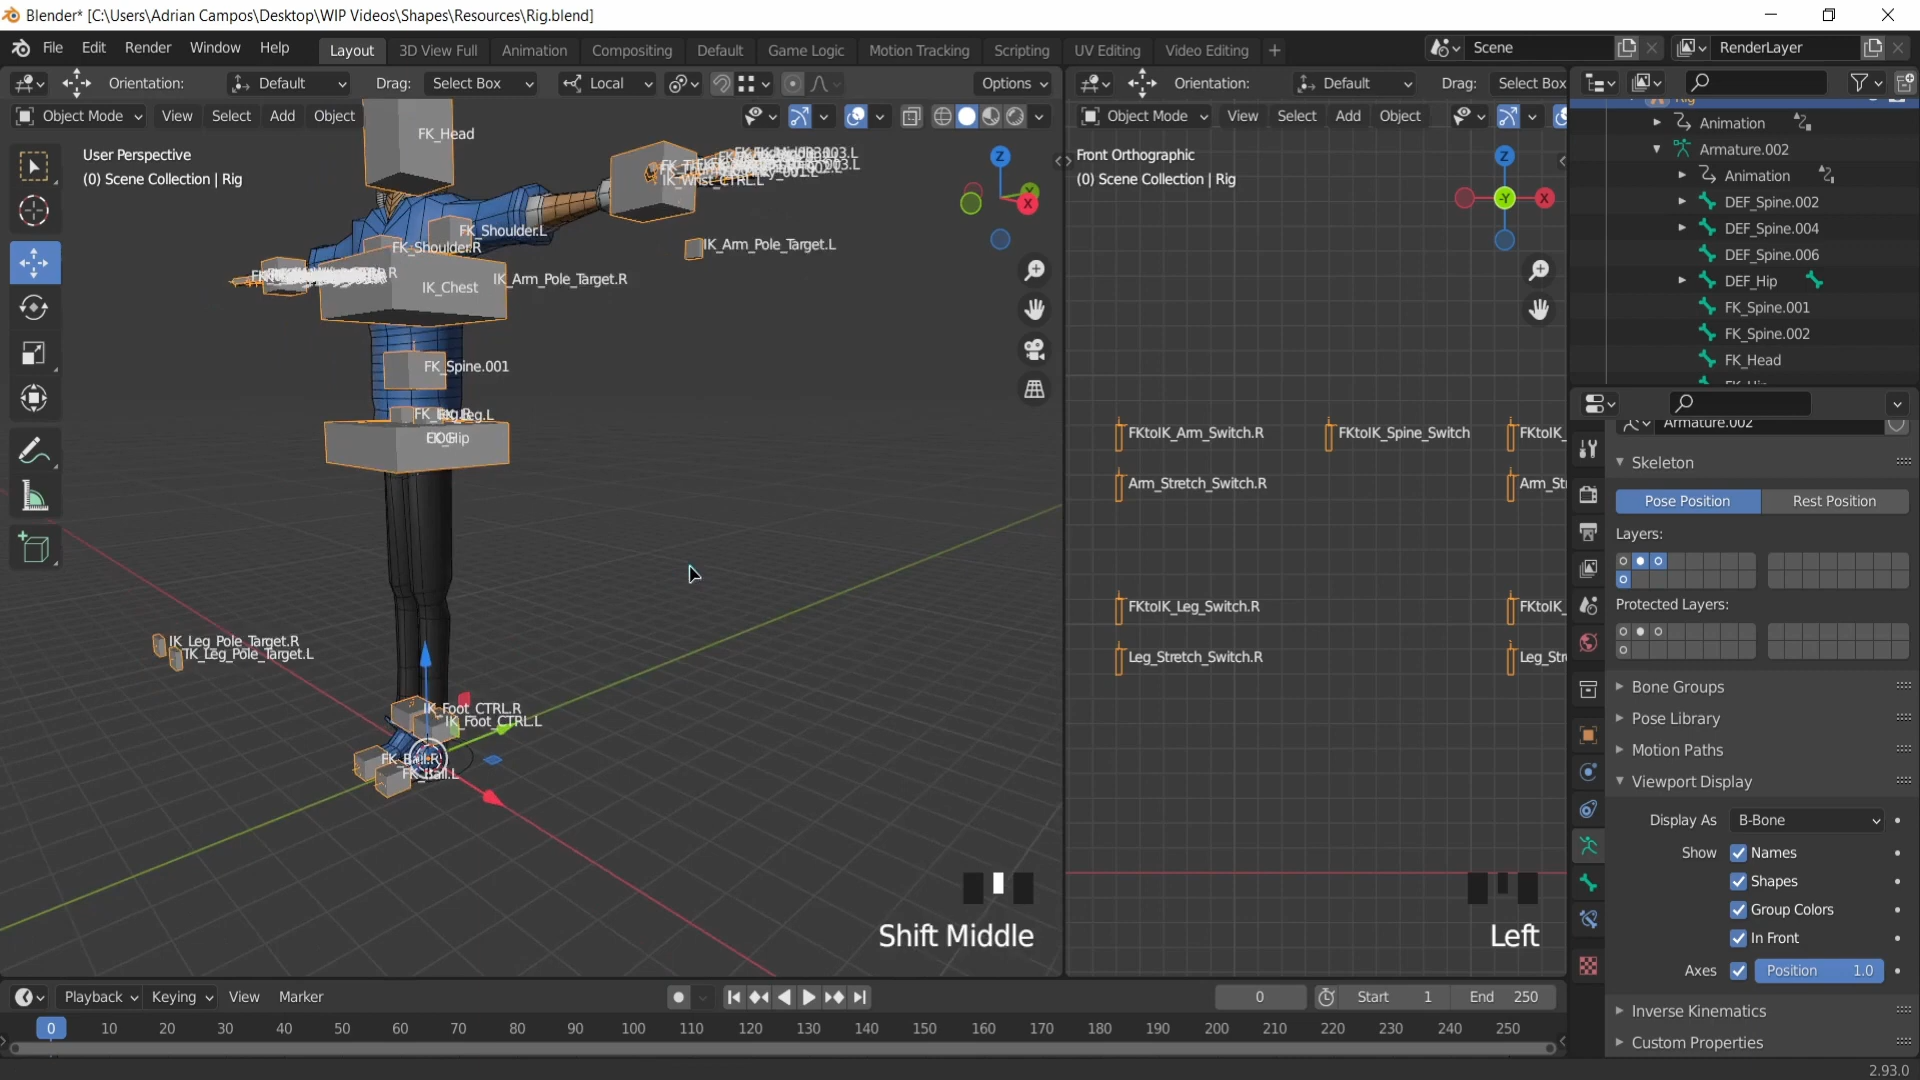 Blender* [C:\Users\Adrian Campos\Desktop\WIP Videos\Shapes\Resources\Rig.blend]
File Edit Render Window Help Layout 3D View Full Animation Compositing Default Game Logic Motion Tracking Scripting UV Editing Video Editing + Scene RenderLayer
Orientation: Default Drag: Select Box Local Options
Orientation: Default Drag: Select Box
Object Mode View Select Add Object
Object Mode View Select Add Object
User Perspective
(0) Scene Collection | Rig
FK_Head
IK_Wrist_CTRL.L
FK_Shoulder.L
FK_Shoulder.R
IK_Arm_Pole_Target.L
IK_Arm_Pole_Target.R
IK_Chest
FK_Spine.001
IK_Leg_Pole_Target.R
IK_Leg_Pole_Target.L
IK_Foot_CTRL.R
IK_Foot_CTRL.L
FK_Ball.R
FK_Ball.L
Z
X
Shift Middle
Front Orthographic
(0) Scene Collection | Rig
Z
-Y
X
FKtoIK_Arm_Switch.R FKtoIK_Spine_Switch FKtoIK_
Arm_Stretch_Switch.R Arm_St
FKtoIK_Leg_Switch.R FKtoIK_
Leg_Stretch_Switch.R Leg_Str
Left
Rig
Animation
Armature.002
Animation
DEF_Spine.002
DEF_Spine.004
DEF_Spine.006
DEF_Hip
FK_Spine.001
FK_Spine.002
FK_Head
Armature.002
Skeleton
Pose Position Rest Position
Layers:
Protected Layers:
Bone Groups
Pose Library
Motion Paths
Viewport Display
Display As B-Bone
Show Names
Shapes
Group Colors
In Front
Axes Position 1.0
Inverse Kinematics
Custom Properties
Playback Keying View Marker 0 Start 1 End 250
0 10 20 30 40 50 60 70 80 90 100 110 120 130 140 150 160 170 180 190 200 210 220 230 240 250
2.93.0